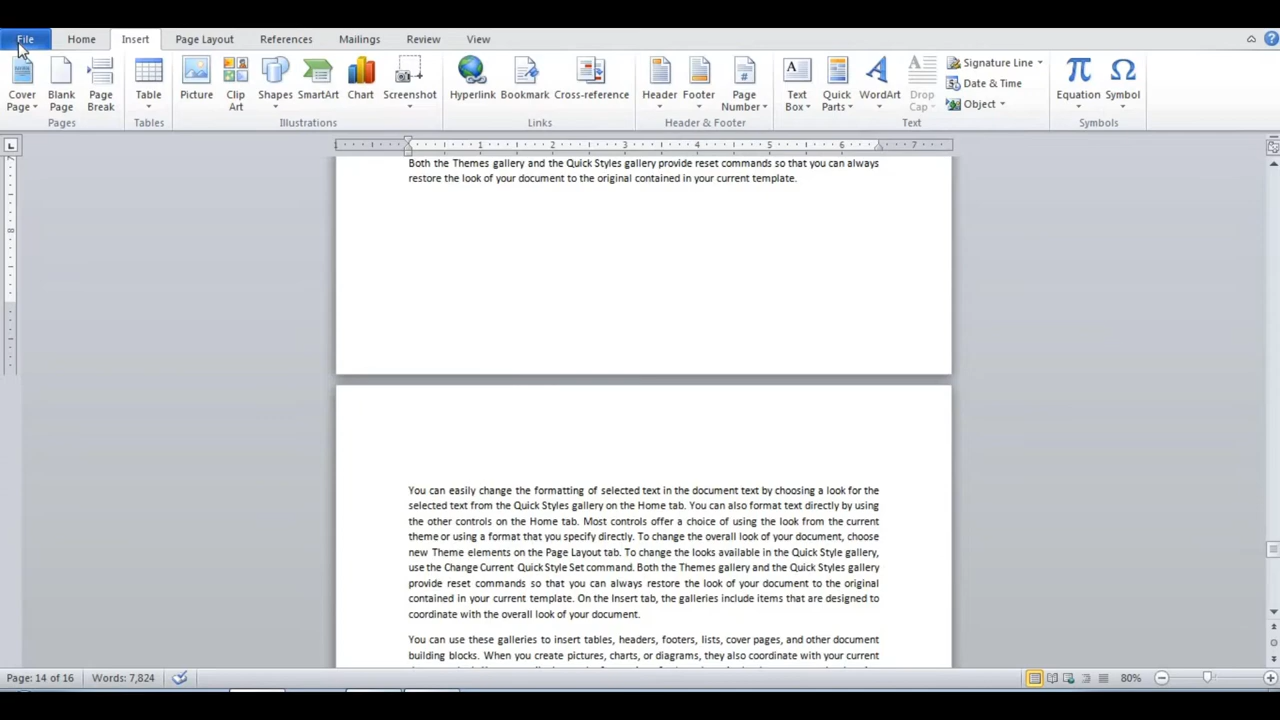 File Home Insert Page Layout References Mailings Review View
Cover Page Blank Page Page Break Table Picture Clip Art Shapes SmartArt Chart Screenshot Hyperlink Bookmark Cross-reference Header Footer Page Number Text Box Quick Parts WordArt Drop Cap Signature Line Date & Time Object Equation Symbol
Pages Tables Illustrations Links Header & Footer Text Symbols
1 2 3 4 5 6 7
Both the Themes gallery and the Quick Styles gallery provide reset commands so that you can always
restore the look of your document to the original contained in your current template.
8
You can easily change the formatting of selected text in the document text by choosing a look for the
selected text from the Quick Styles gallery on the Home tab. You can also format text directly by using
the other controls on the Home tab. Most controls offer a choice of using the look from the current
theme or using a format that you specify directly. To change the overall look of your document, choose
new Theme elements on the Page Layout tab. To change the looks available in the Quick Style gallery,
use the Change Current Quick Style Set command. Both the Themes gallery and the Quick Styles gallery
provide reset commands so that you can always restore the look of your document to the original
contained in your current template. On the Insert tab, the galleries include items that are designed to
coordinate with the overall look of your document.
You can use these galleries to insert tables, headers, footers, lists, cover pages, and other document
building blocks. When you create pictures, charts, or diagrams, they also coordinate with your current
Page: 14 of 16 Words: 7,824 80%